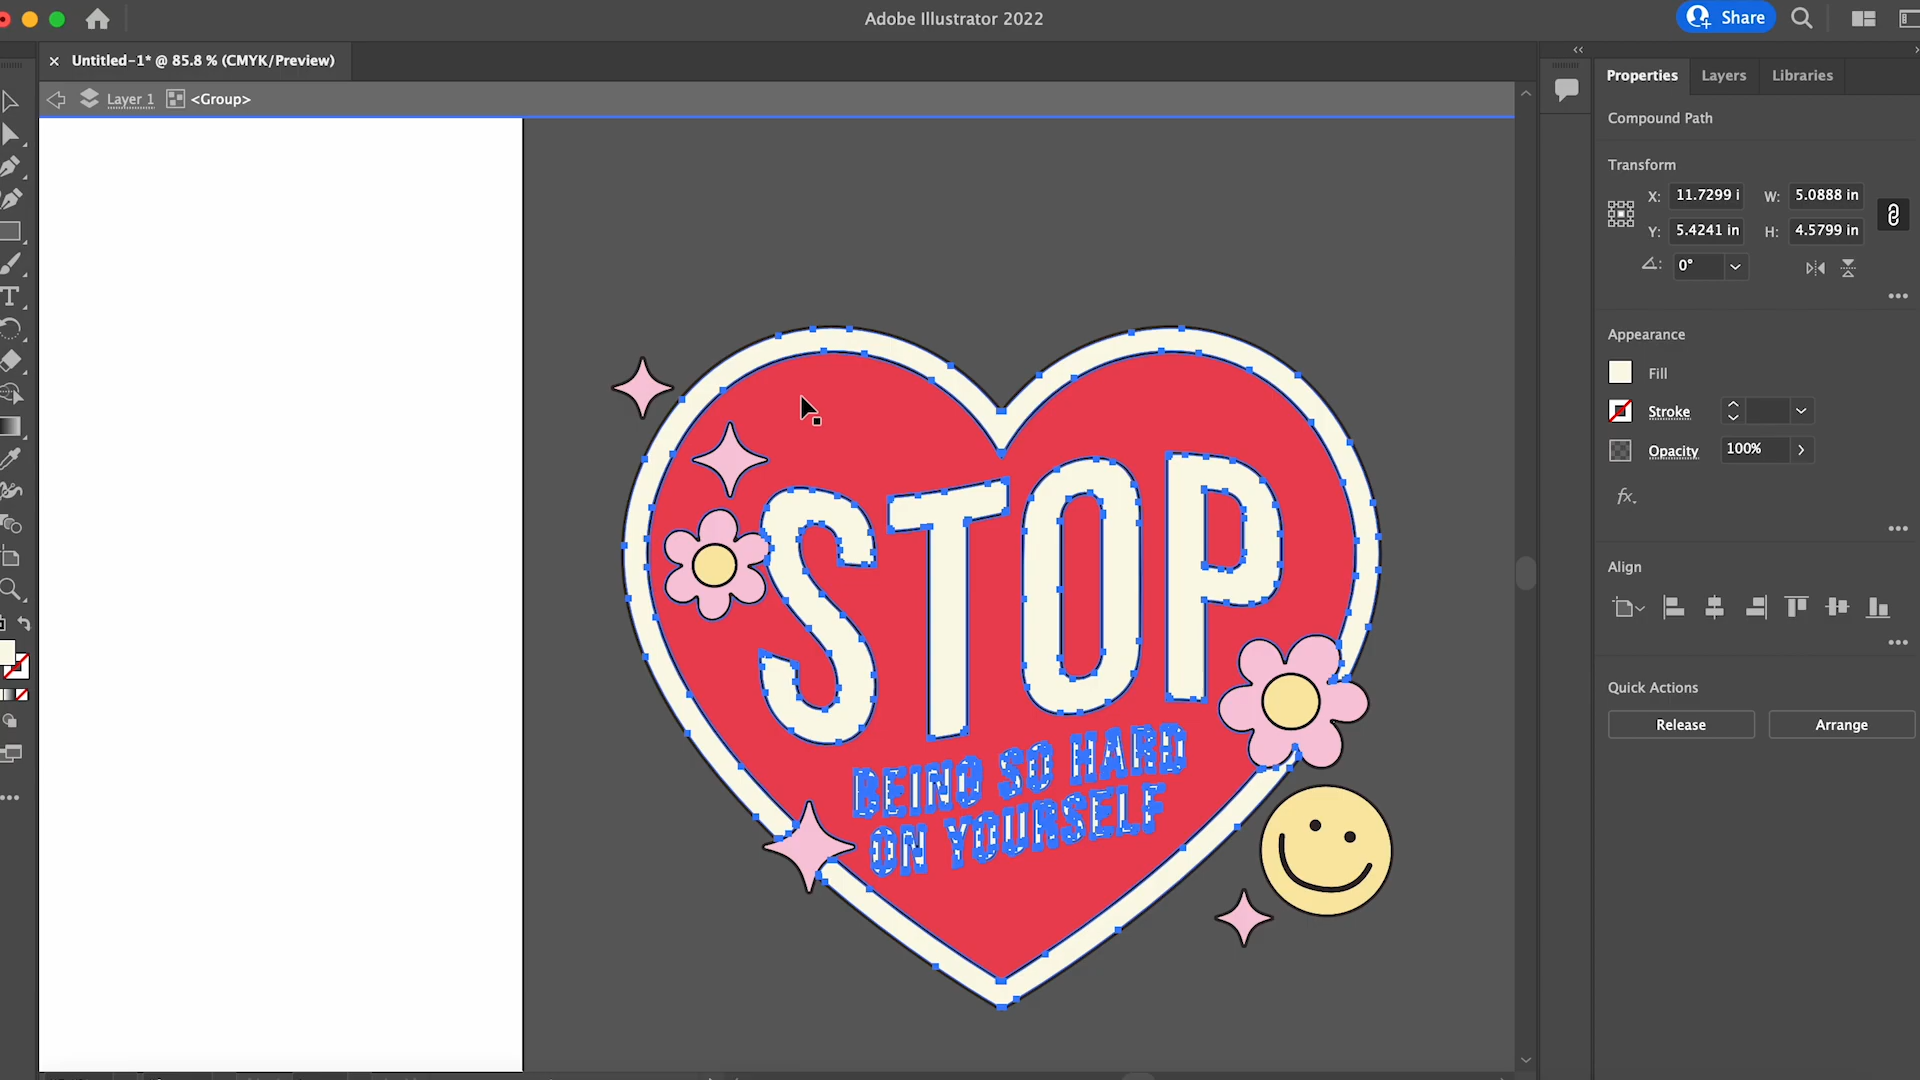 Adobe Illustrator 2022
Share
× Untitled-1* @ 85.8 % (CMYK/Preview)
Layer 1 <Group>
Properties Layers Libraries
Compound Path
Transform
X: 11.7299 i W: 5.0888 in
Y: 5.4241 in H: 4.5799 in
0°
Appearance
Fill
Stroke
Opacity 100%
fx.
Align
Quick Actions
Release Arrange
STOP
BEING SO HARD
ON YOURSELF